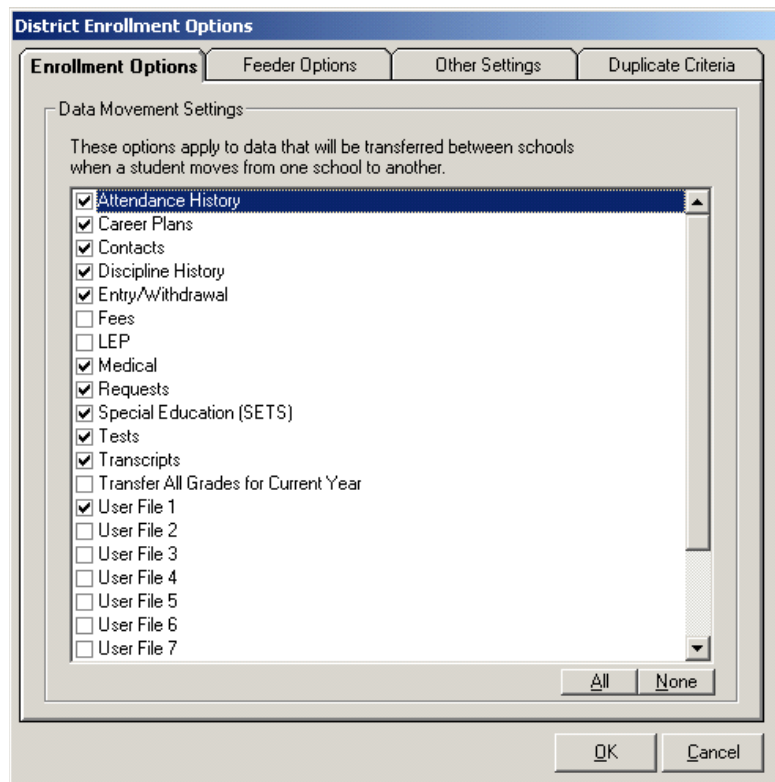 District Enrollment Options
Enrollment Options Feeder Options Other Settings Duplicate Criteria
Data Movement Settings
These options apply to data that will be transferred between schools
when a student moves from one school to another.
Attendance History
Career Plans
Contacts
Discipline History
Entry/Withdrawal
Fees
LEP
Medical
Requests
Special Education (SETS)
Tests
Transcripts
Transfer All Grades for Current Year
User File 1
User File 2
User File 3
User File 4
User File 5
User File 6
User File 7
All None
OK Cancel